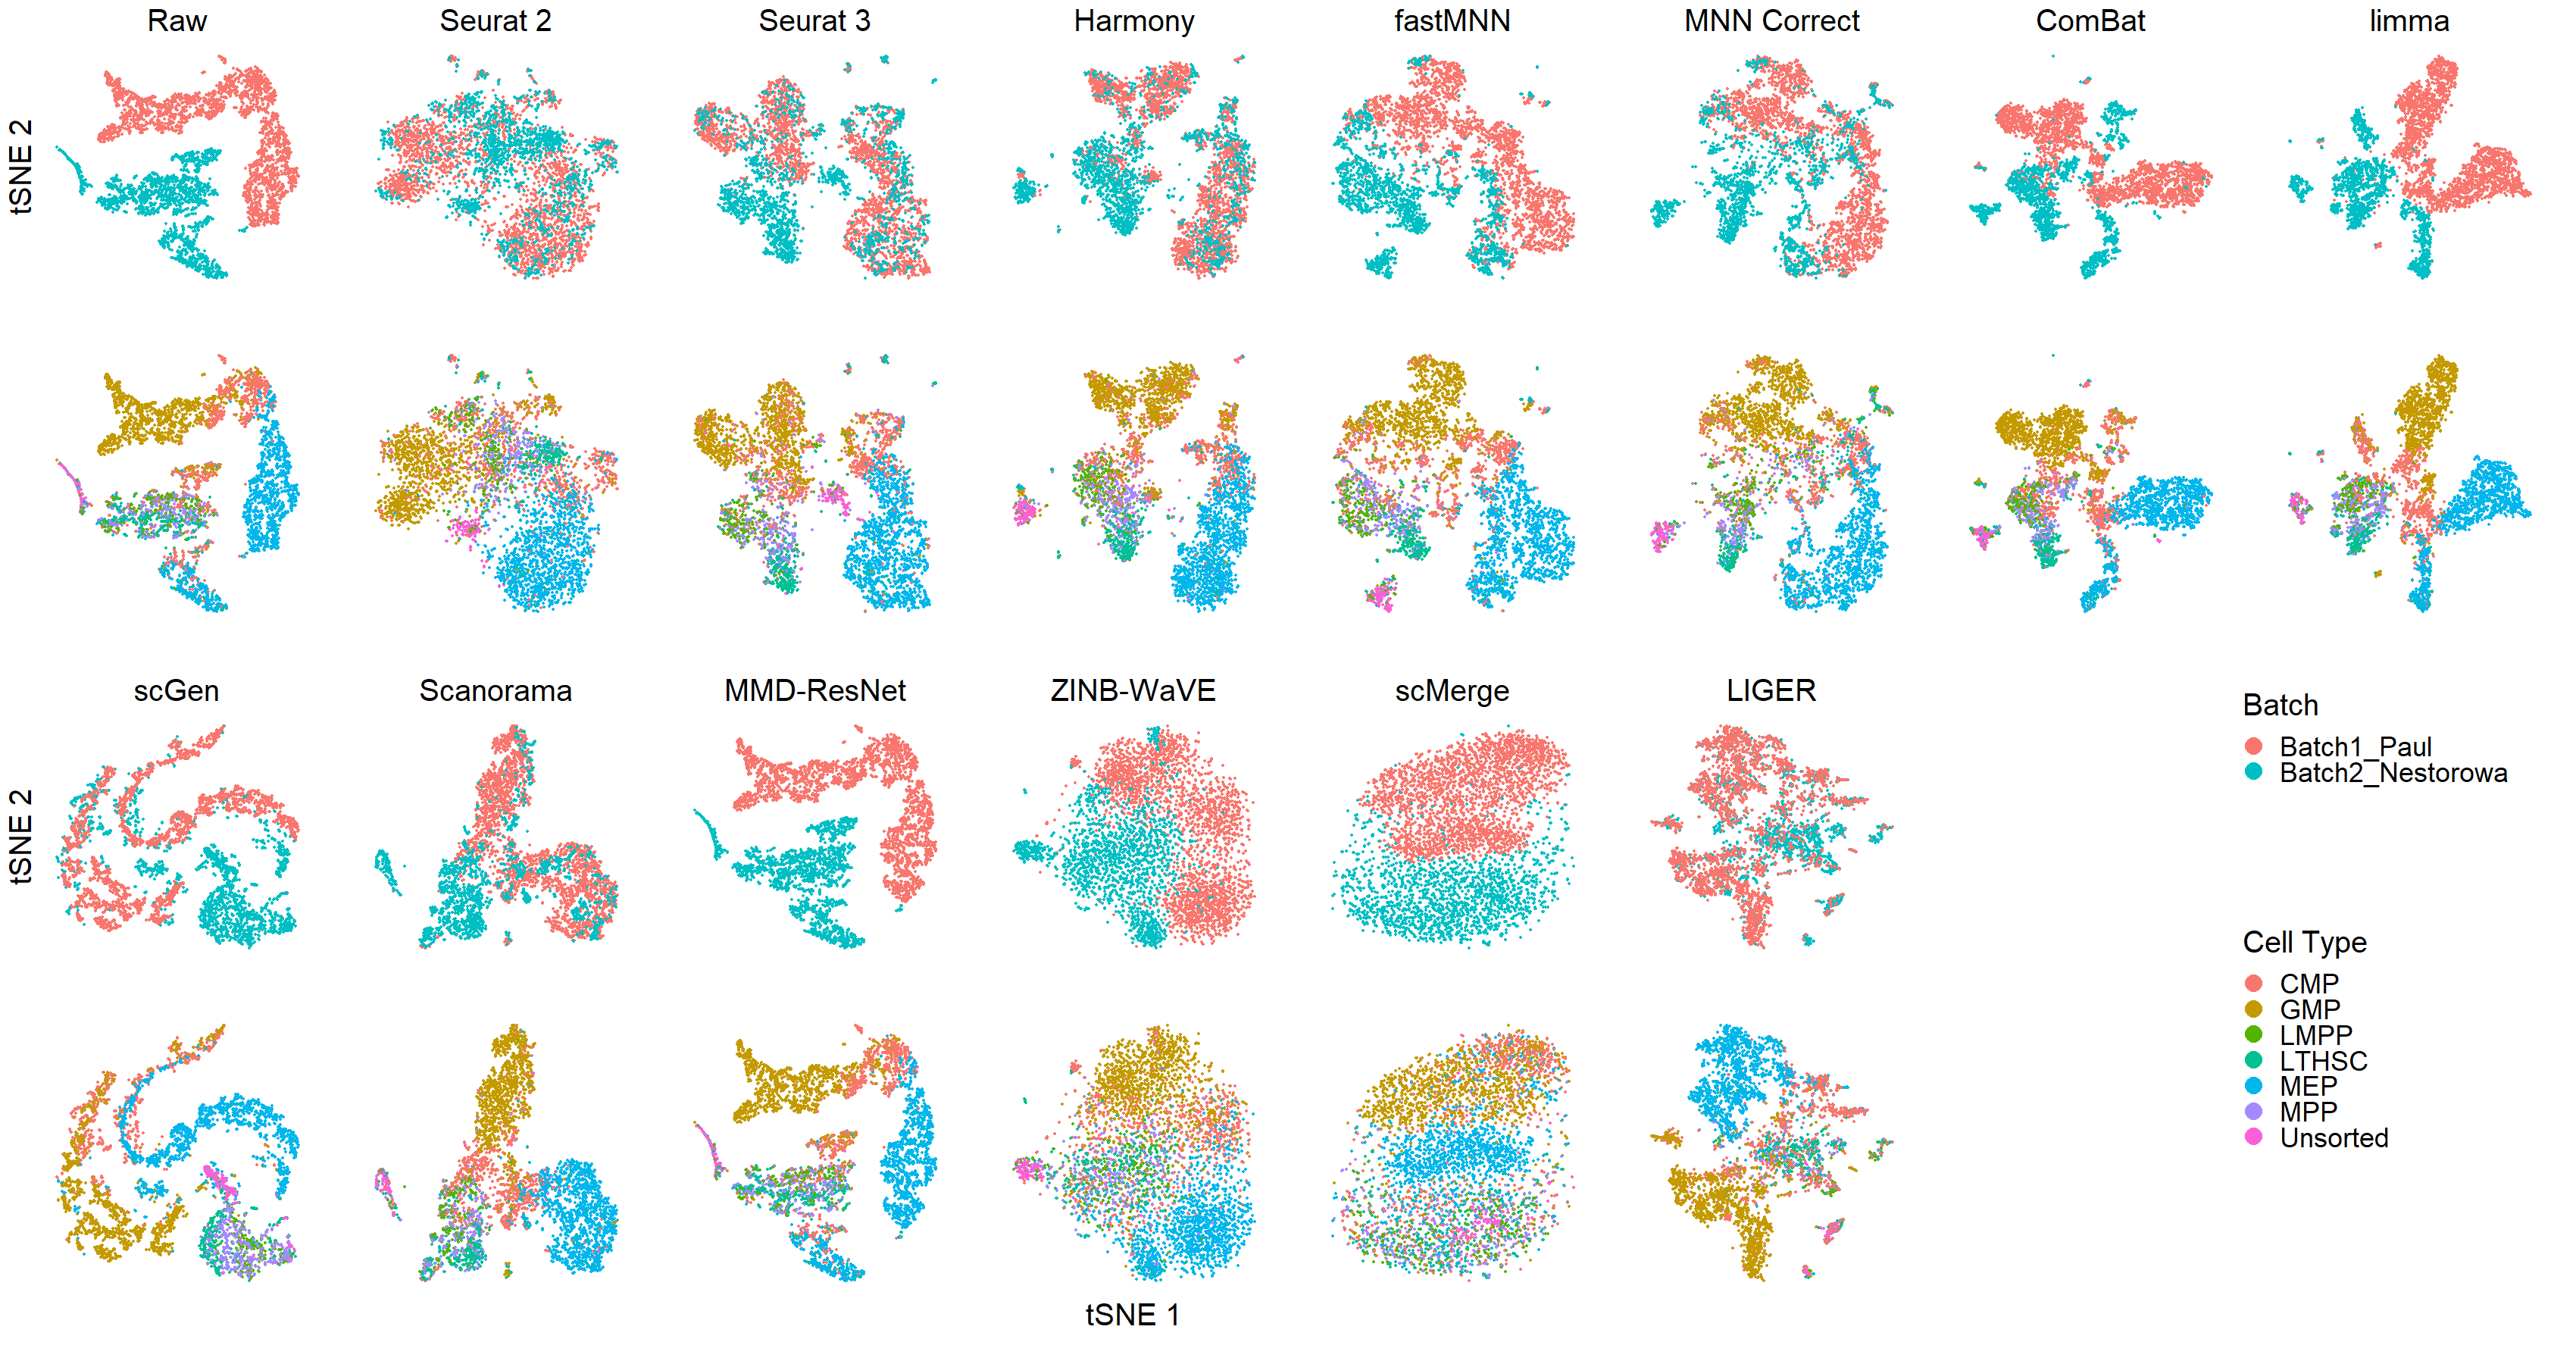 Raw Seurat 2 Seurat 3 Harmony fastMNN MNN Correct ComBat limma
tSNE 2
scGen Scanorama MMD-ResNet ZINB-WaVE scMerge LIGER
tSNE 2
Batch
Batch1_Paul
Batch2_Nestorowa
Cell Type
CMP
GMP
LMPP
LTHSC
MEP
MPP
Unsorted
tSNE 1